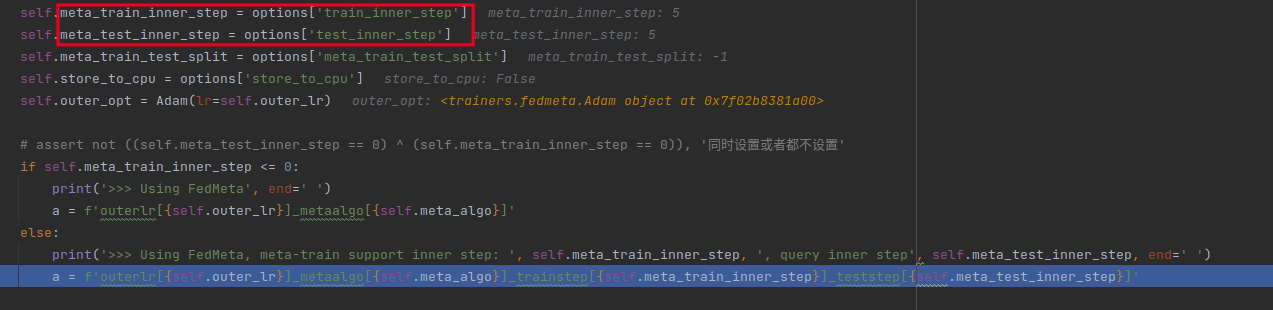 self.meta_train_inner_step = options['train_inner_step'] meta_train_inner_step: 5
self.meta_test_inner_step = options['test_inner_step'] meta_test_inner_step: 5
self.meta_train_test_split = options['meta_train_test_split'] meta_train_test_split: -1
self.store_to_cpu = options['store_to_cpu'] store_to_cpu: False
self.outer_opt = Adam(lr=self.outer_lr) outer_opt: <trainers.fedmeta.Adam object at 0x7f02b8381a00>
# assert not ((self.meta_test_inner_step == 0) ^ (self.meta_train_inner_step == 0)), '同时设置或者都不设置'
if self.meta_train_inner_step <= 0:
print('>>> Using FedMeta', end=' ')
a = f'outerlr[{self.outer_lr}]_metaalgo[{self.meta_algo}]'
else:
print('>>> Using FedMeta, meta-train support inner step: ', self.meta_train_inner_step, ', query inner step', self.meta_test_inner_step, end=' ')
a = f'outerlr[{self.outer_lr}]_metaalgo[{self.meta_algo}]_trainstep[{self.meta_train_inner_step}]_teststep[{self.meta_test_inner_step}]'